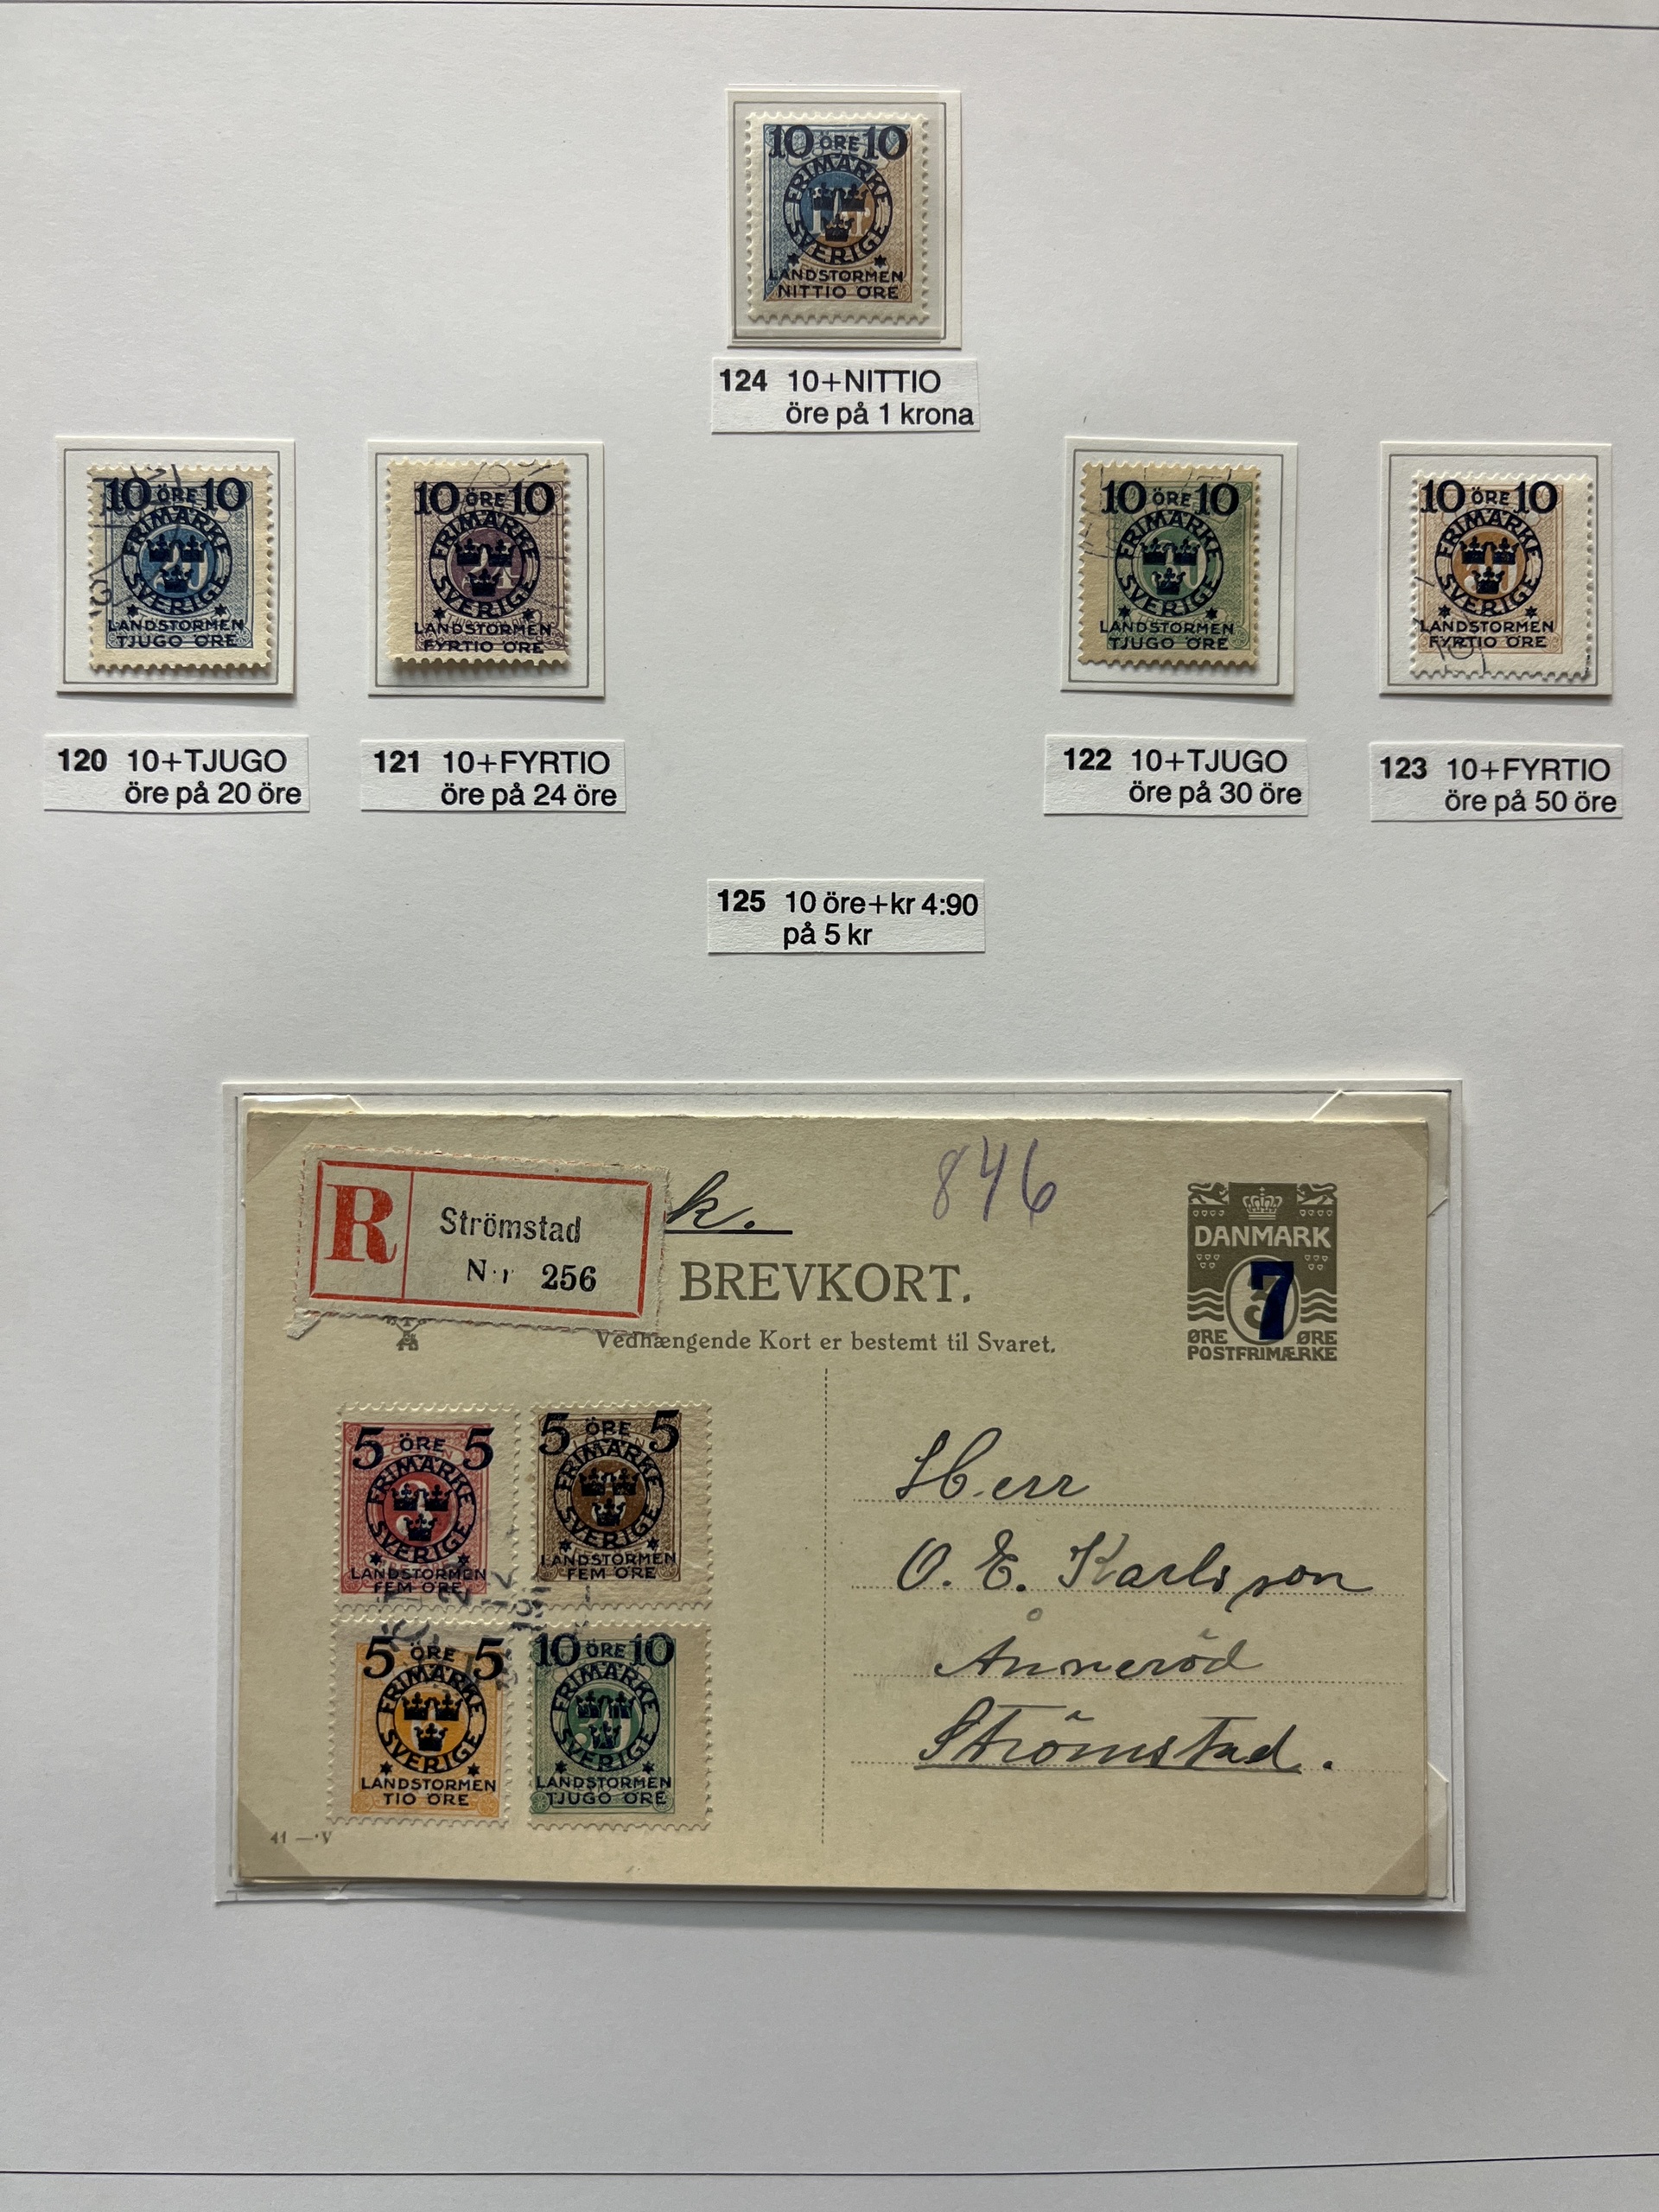 10 ÖRE 10
FRIMÄRKE
SVERIGE
LANDSTORMEN
NITTIO ÖRE
124 10+NITTIO
öre på 1 krona
10 ÖRE 10
FRIMÄRKE
SVERIGE
LANDSTORMEN
TJUGO ÖRE
120 10+TJUGO
öre på 20 öre
10 ÖRE 10
FRIMÄRKE
SVERIGE
LANDSTORMEN
FYRTIO ÖRE
121 10+FYRTIO
öre på 24 öre
10 ÖRE 10
FRIMÄRKE
SVERIGE
LANDSTORMEN
TJUGO ÖRE
122 10+TJUGO
öre på 30 öre
10 ÖRE 10
FRIMÄRKE
SVERIGE
LANDSTORMEN
FYRTIO ÖRE
123 10+FYRTIO
öre på 50 öre
125 10 öre+kr 4:90
på 5 kr
R Strömstad
Nr 256
k.
846
BREVKORT.
Vedhængende Kort er bestemt til Svaret.
DANMARK
7
ØRE ØRE
POSTFRIMÆRKE
5 ÖRE 5
FRIMÄRKE
SVERIGE
LANDSTORMEN
FEM ÖRE
5 ÖRE 5
FRIMÄRKE
SVERIGE
LANDSTORMEN
FEM ÖRE
5 ÖRE 5
FRIMÄRKE
SVERIGE
LANDSTORMEN
TIO ÖRE
10 ÖRE 10
FRIMÄRKE
SVERIGE
LANDSTORMEN
TJUGO ÖRE
41 — V
Herr
O. E. Karlsson
Ånneröd
Strömstad.